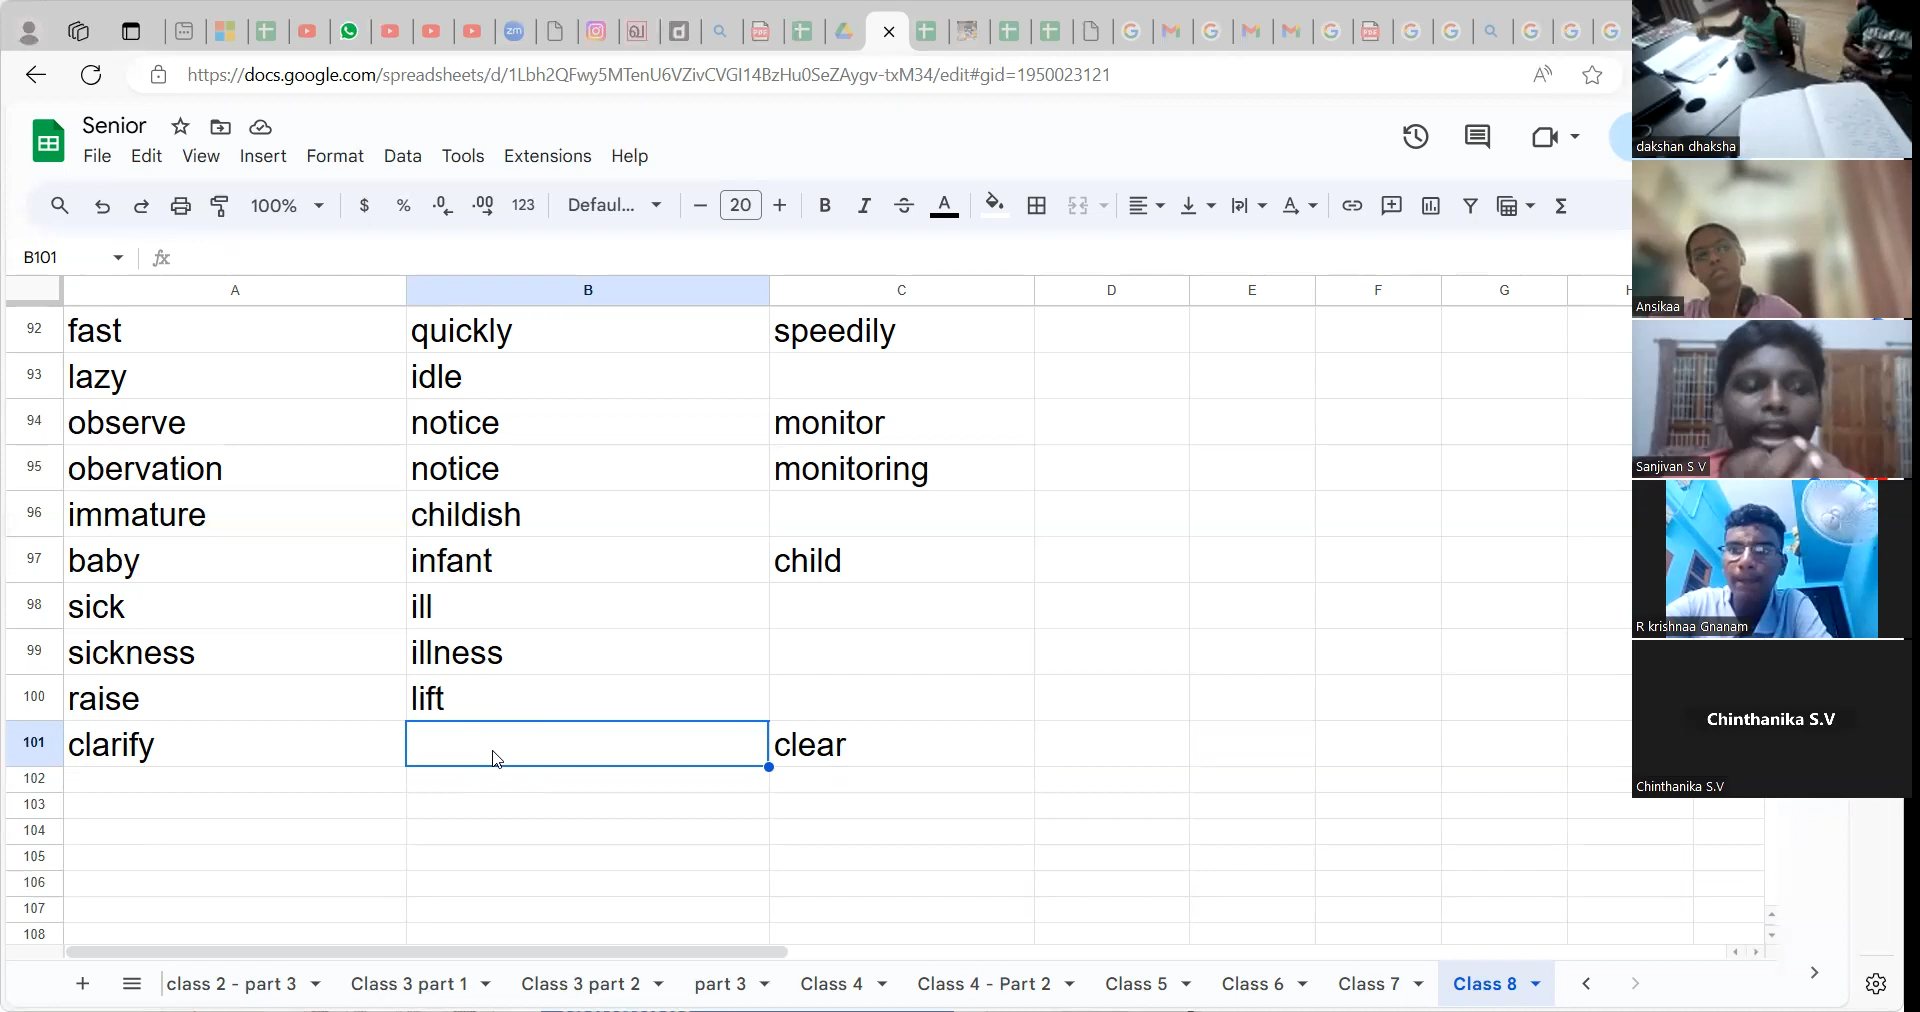 zm
https://docs.google.com/spreadsheets/d/1Lbh2QFwy5MTenU6VZivCVGI14BzHu0SeZAygv-txM34/edit#gid=1950023121
Senior
File Edit View Insert Format Data Tools Extensions Help
100% $ % .0 .00 123 Defaul... 20 B I A Σ
B101 fx
A B C D E F G H
92 fast quickly speedily
93 lazy idle
94 observe notice monitor
95 obervation notice monitoring
96 immature childish
97 baby infant child
98 sick ill
99 sickness illness
100 raise lift
101 clarify clear
102
103
104
105
106
107
108
class 2 - part 3 Class 3 part 1 Class 3 part 2 part 3 Class 4 Class 4 - Part 2 Class 5 Class 6 Class 7 Class 8
dakshan dhaksha
Ansikaa
Sanjivan S V
R krishnaa Gnanam
Chinthanika S.V
Chinthanika S.V